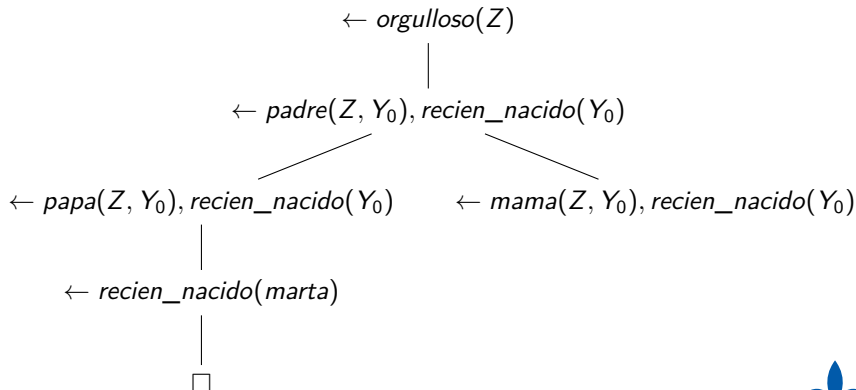 ← orgulloso(Z)
← padre(Z, Y₀), recien_nacido(Y₀)
← papa(Z, Y₀), recien_nacido(Y₀)
← mama(Z, Y₀), recien_nacido(Y₀)
← recien_nacido(marta)
□